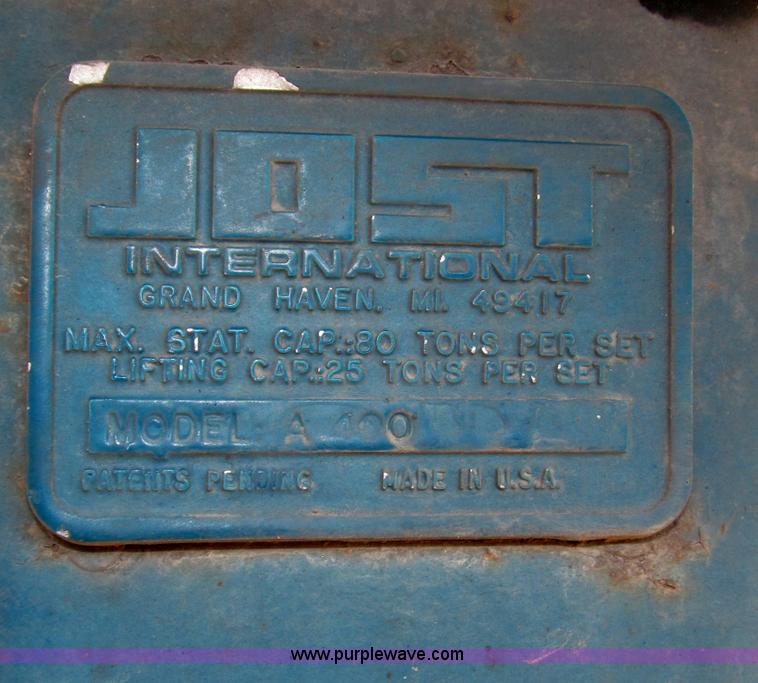 JOST
INTERNATIONAL
GRAND HAVEN. MI. 49417
MAX. STAT. CAP.:80 TONS PER SET
LIFTING CAP.:25 TONS PER SET
MODEL: A 400
PATENTS PENDING MADE IN U.S.A.
www.purplewave.com